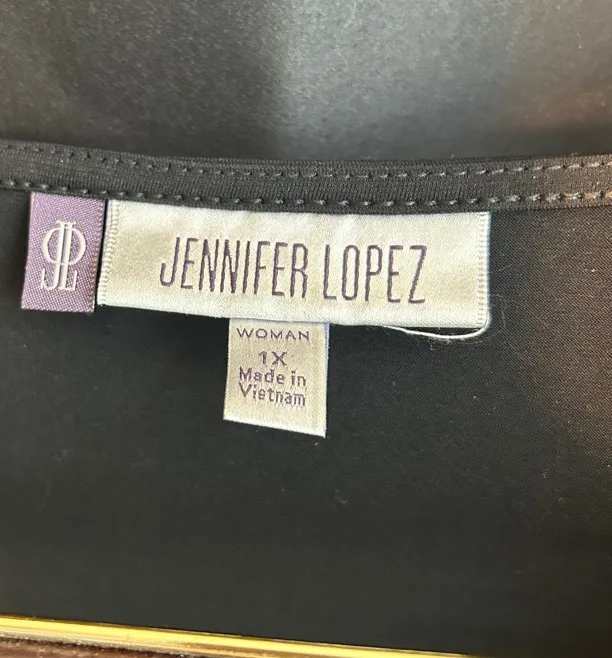 JL
JENNIFER LOPEZ
WOMAN
1X
Made in
Vietnam